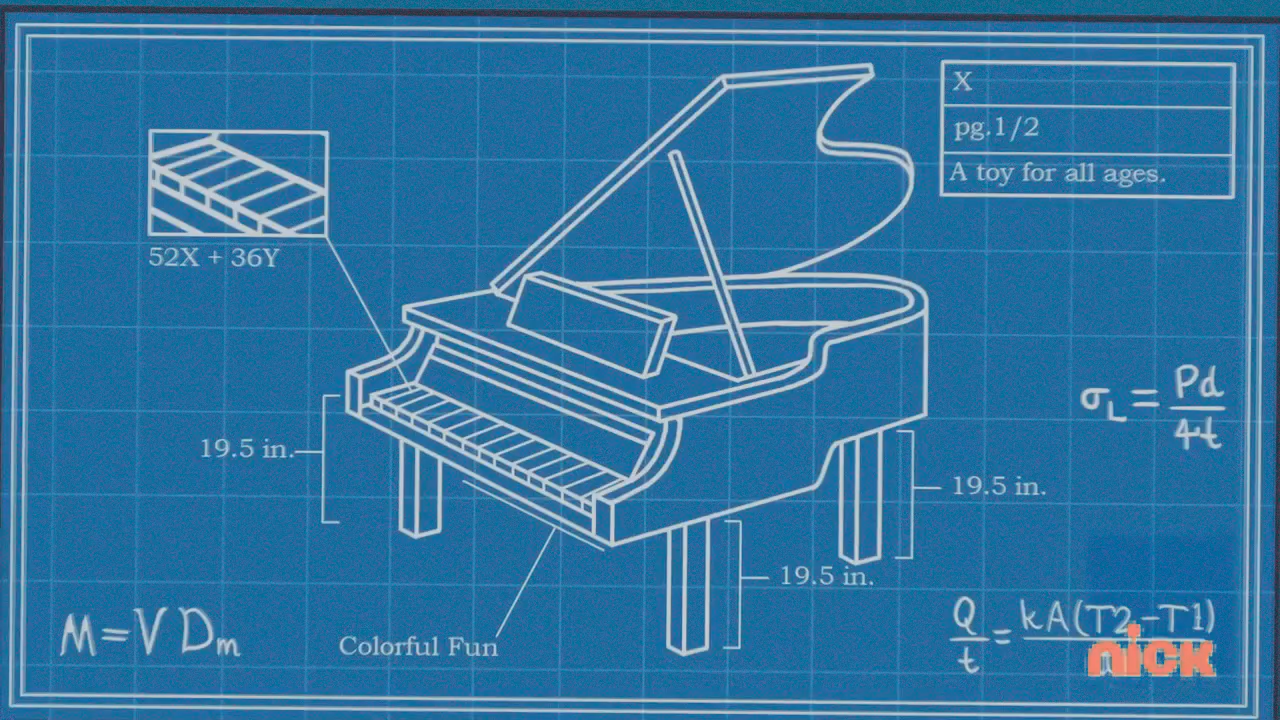 X
pg.1/2
A toy for all ages.
52X + 36Y
σL = Pd/4t
19.5 in.
19.5 in.
19.5 in.
M = V Dm
Colorful Fun
Q/t = kA(T2-T1)
nick